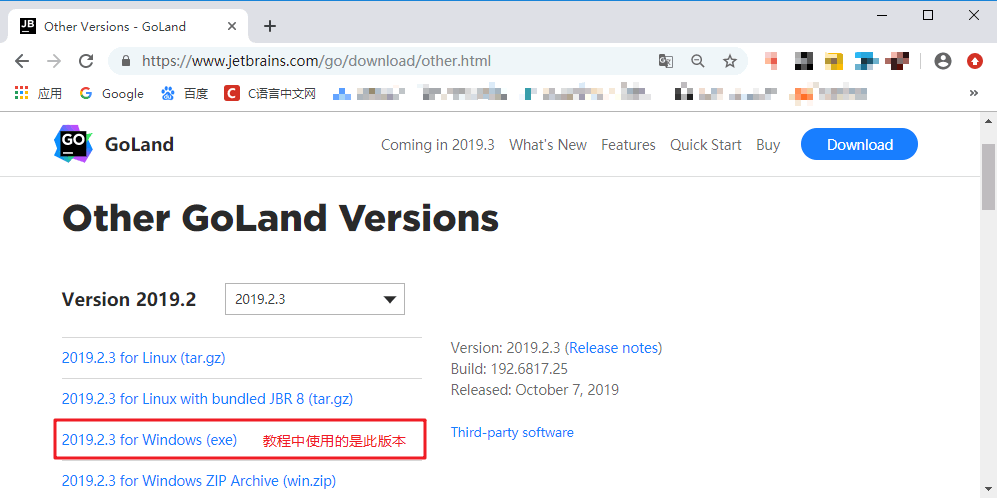 JB
Other Versions - GoLand
https://www.jetbrains.com/go/download/other.html
应用 Google 百度 C C语言中文网
GO GoLand Coming in 2019.3 What's New Features Quick Start Buy Download
Other GoLand Versions
Version 2019.2 2019.2.3
2019.2.3 for Linux (tar.gz)
2019.2.3 for Linux with bundled JBR 8 (tar.gz)
2019.2.3 for Windows (exe) 教程中使用的是此版本
2019.2.3 for Windows ZIP Archive (win.zip)
Version: 2019.2.3 (Release notes)
Build: 192.6817.25
Released: October 7, 2019
Third-party software